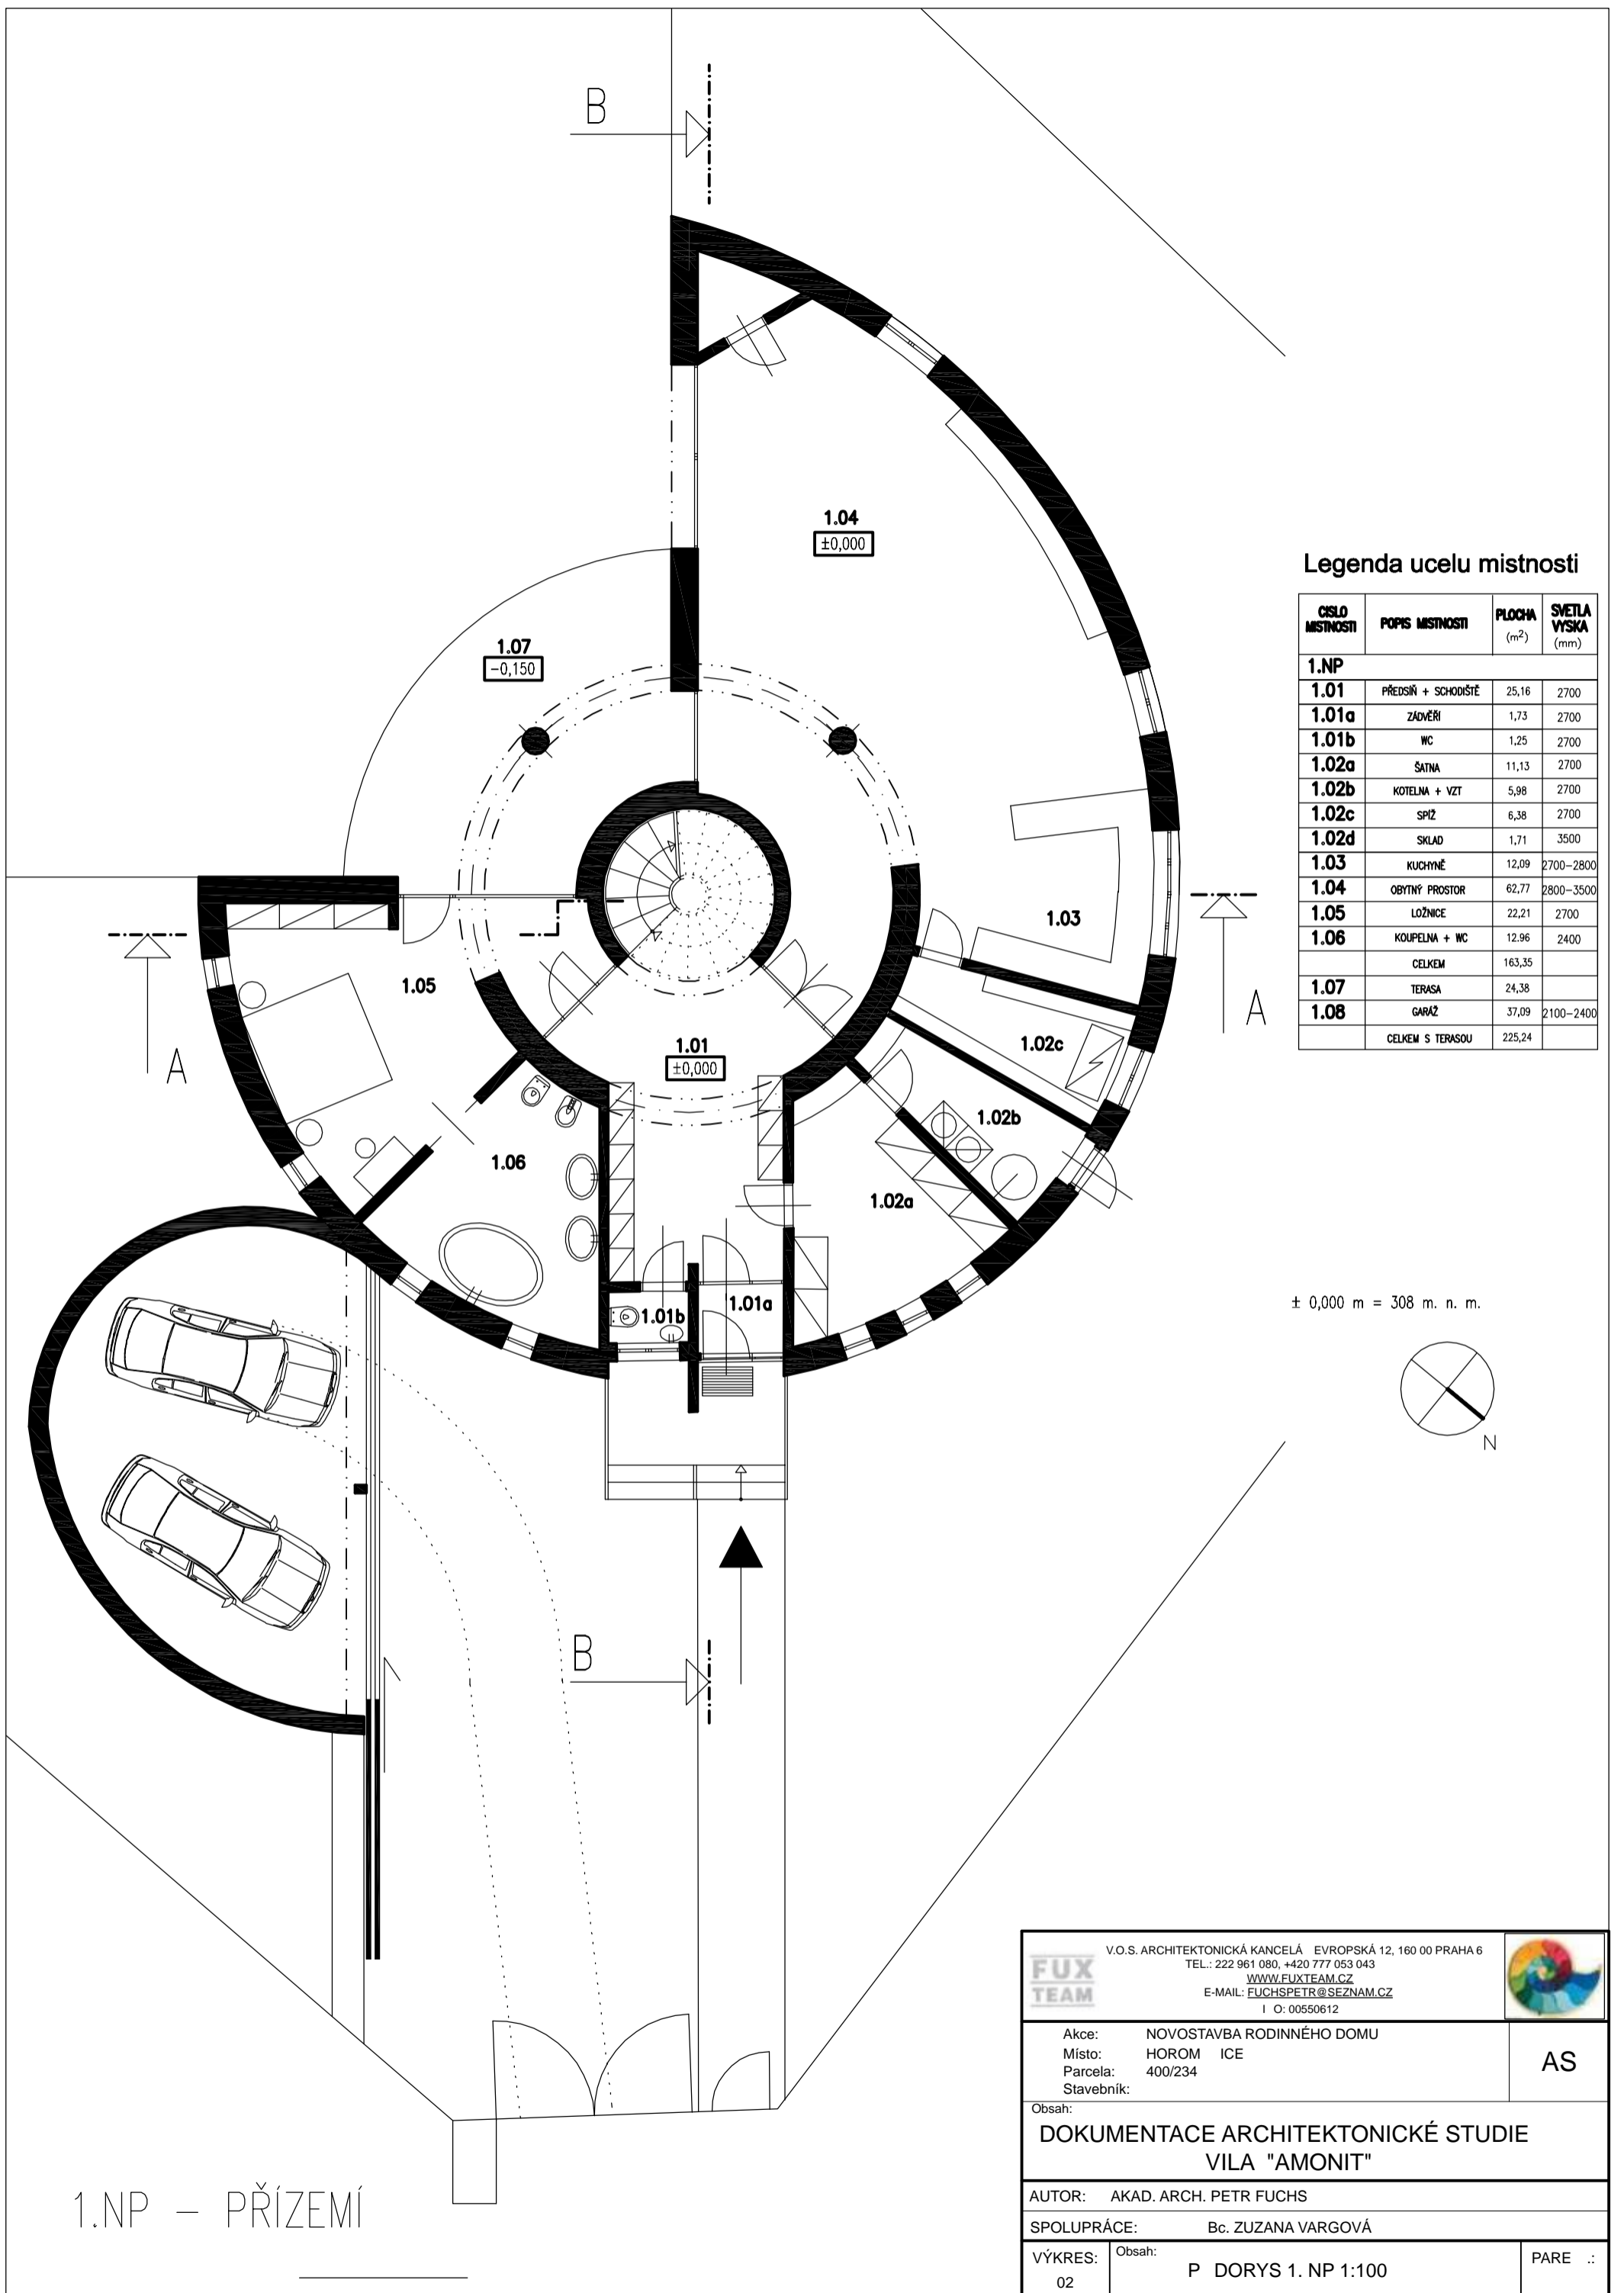 B
1.04
±0,000
1.07
-0,150
1.03
1.05
A
A
1.01
±0,000
1.02c
1.02b
1.06
1.02a
1.01b
1.01a
B
Legenda ucelu mistnosti
CISLO MISTNOSTI POPIS MISTNOSTI PLOCHA (m²) SVETLA VYSKA (mm)
1.NP
1.01 PŘEDSÍŇ + SCHODIŠTĚ 25,16 2700
1.01a ZÁDVEŘÍ 1,73 2700
1.01b WC 1,25 2700
1.02a ŠATNA 11,13 2700
1.02b KOTELNA + VZT 5,98 2700
1.02c SPÍŽ 6,38 2700
1.02d SKLAD 1,71 3500
1.03 KUCHYNĚ 12,09 2700-2800
1.04 OBYTNÝ PROSTOR 62,77 2800-3500
1.05 LOŽNICE 22,21 2700
1.06 KOUPELNA + WC 12.96 2400
CELKEM 163,35
1.07 TERASA 24,38
1.08 GARÁŽ 37,09 2100-2400
CELKEM S TERASOU 225,24
± 0,000 m = 308 m. n. m.
N
1.NP – PŘÍZEMÍ
FUX
TEAM
V.O.S. ARCHITEKTONICKÁ KANCELÁ EVROPSKÁ 12, 160 00 PRAHA 6
TEL.: 222 961 080, +420 777 053 043
WWW.FUXTEAM.CZ
E-MAIL: FUCHSPETR@SEZNAM.CZ
I O: 00550612
Akce: NOVOSTAVBA RODINNÉHO DOMU
Místo: HOROM ICE
Parcela: 400/234
Stavebník:
AS
Obsah:
DOKUMENTACE ARCHITEKTONICKÉ STUDIE
VILA "AMONIT"
AUTOR: AKAD. ARCH. PETR FUCHS
SPOLUPRÁCE: Bc. ZUZANA VARGOVÁ
VÝKRES:
02
Obsah:
P DORYS 1. NP 1:100
PARE .: